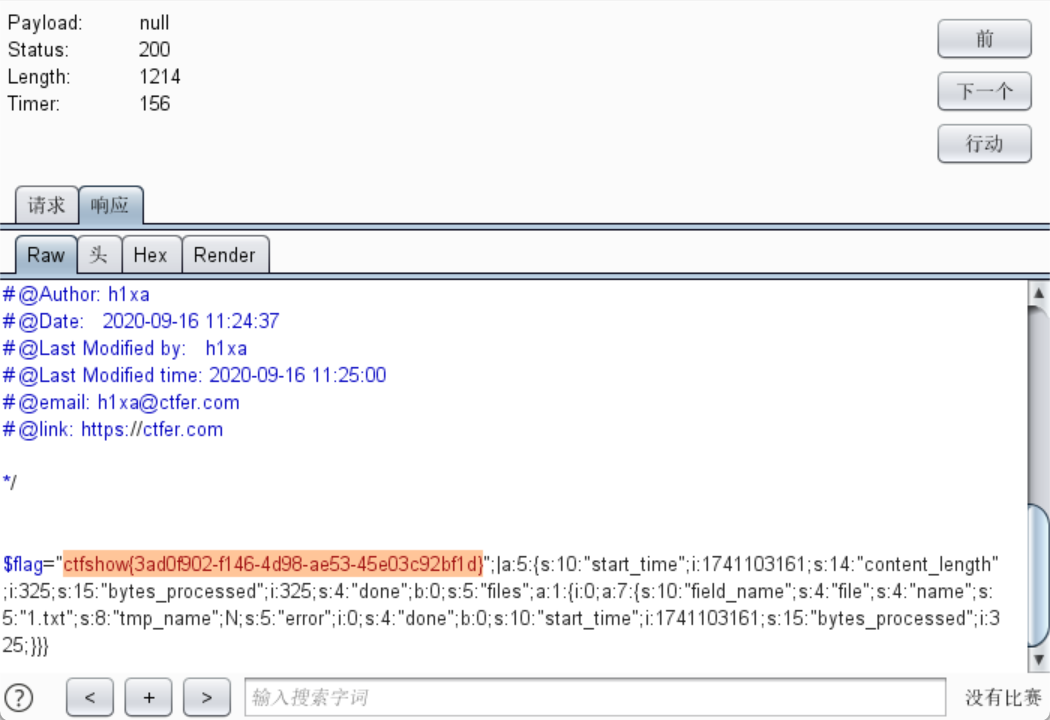 Payload: null
Status: 200
Length: 1214
Timer: 156
前
下一个
行动
请求 响应
Raw 头 Hex Render
#@Author: h1xa
#@Date:   2020-09-16 11:24:37
#@Last Modified by:   h1xa
#@Last Modified time: 2020-09-16 11:25:00
#@email: h1xa@ctfer.com
#@link: https://ctfer.com
*/
$flag="ctfshow{3ad0f902-f146-4d98-ae53-45e03c92bf1d}";|a:5:{s:10:"start_time";i:1741103161;s:14:"content_length"
;i:325;s:15:"bytes_processed";i:325;s:4:"done";b:0;s:5:"files";a:1:{i:0;a:7:{s:10:"field_name";s:4:"file";s:4:"name";s:
5:"1.txt";s:8:"tmp_name";N;s:5:"error";i:0;s:4:"done";b:0;s:10:"start_time";i:1741103161;s:15:"bytes_processed";i:3
25;}}}
? < + > 输入搜索字词 没有比赛